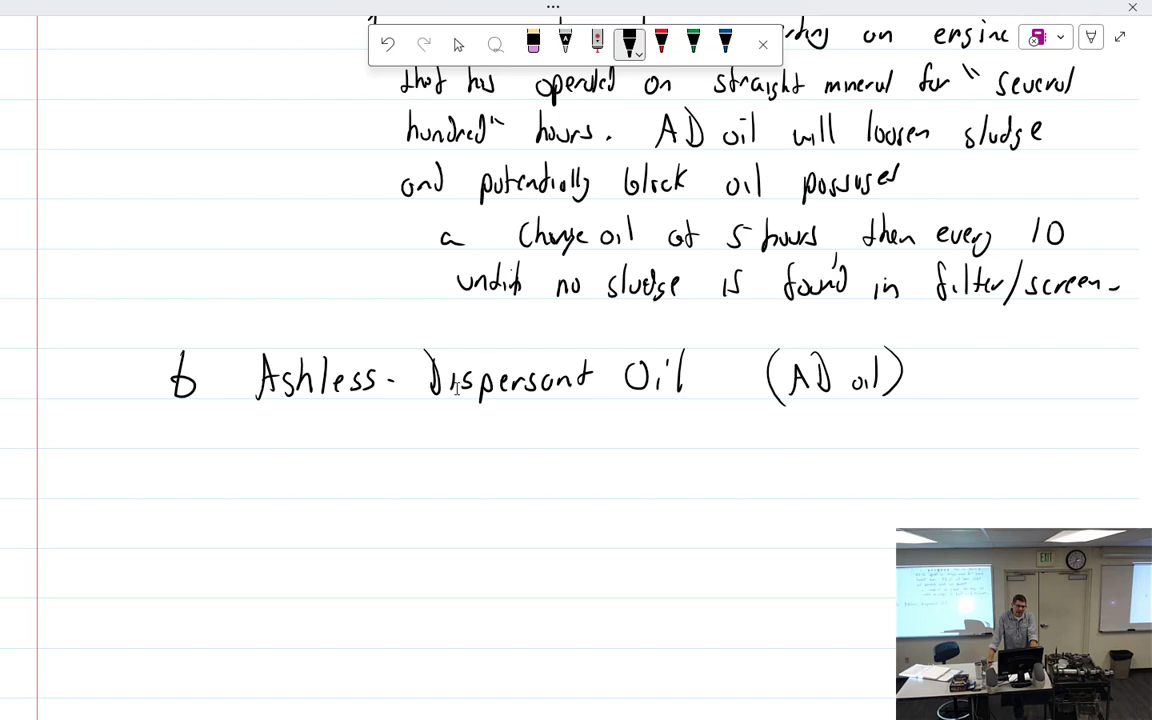 on engine
that has operated on straight mineral for "several
hundred" hours. AD oil will loosen sludge
and potentially block oil passages
a Change oil at 5 hours, then every 10
until no sludge is found in filter/screen.
b Ashless-Dispersant Oil (AD oil)
EXIT